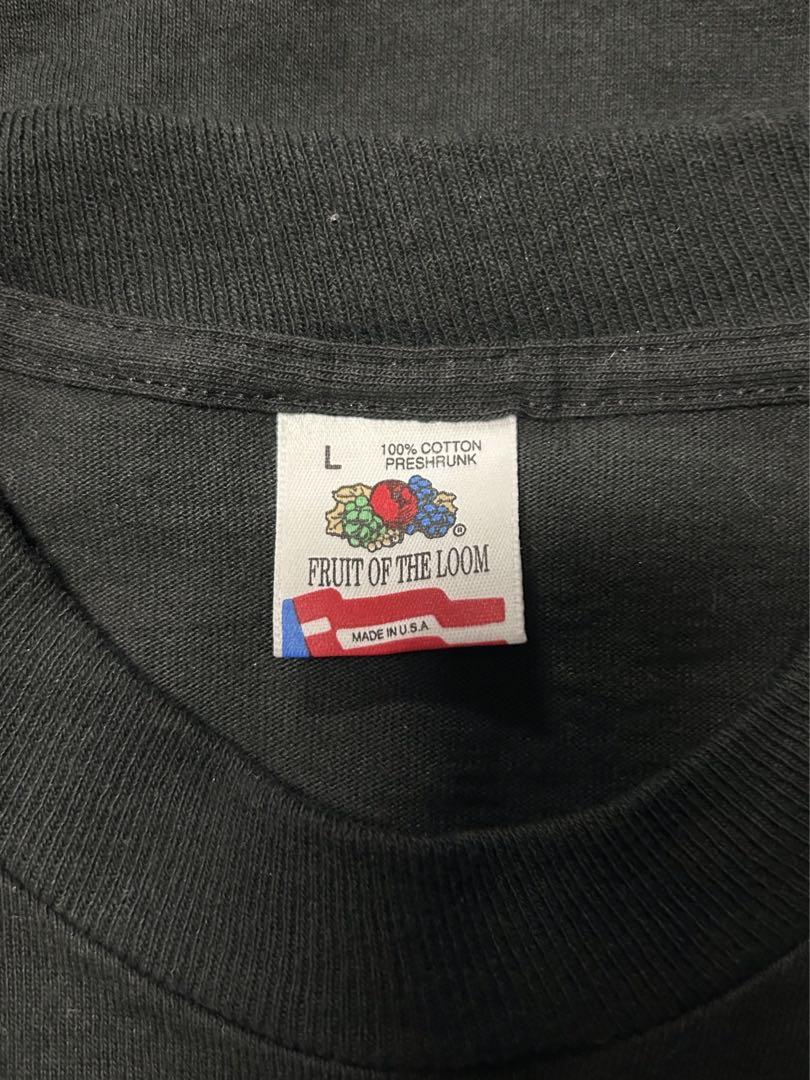 L
100% COTTON
PRESHRUNK
®
FRUIT OF THE LOOM
MADE IN U.S.A.